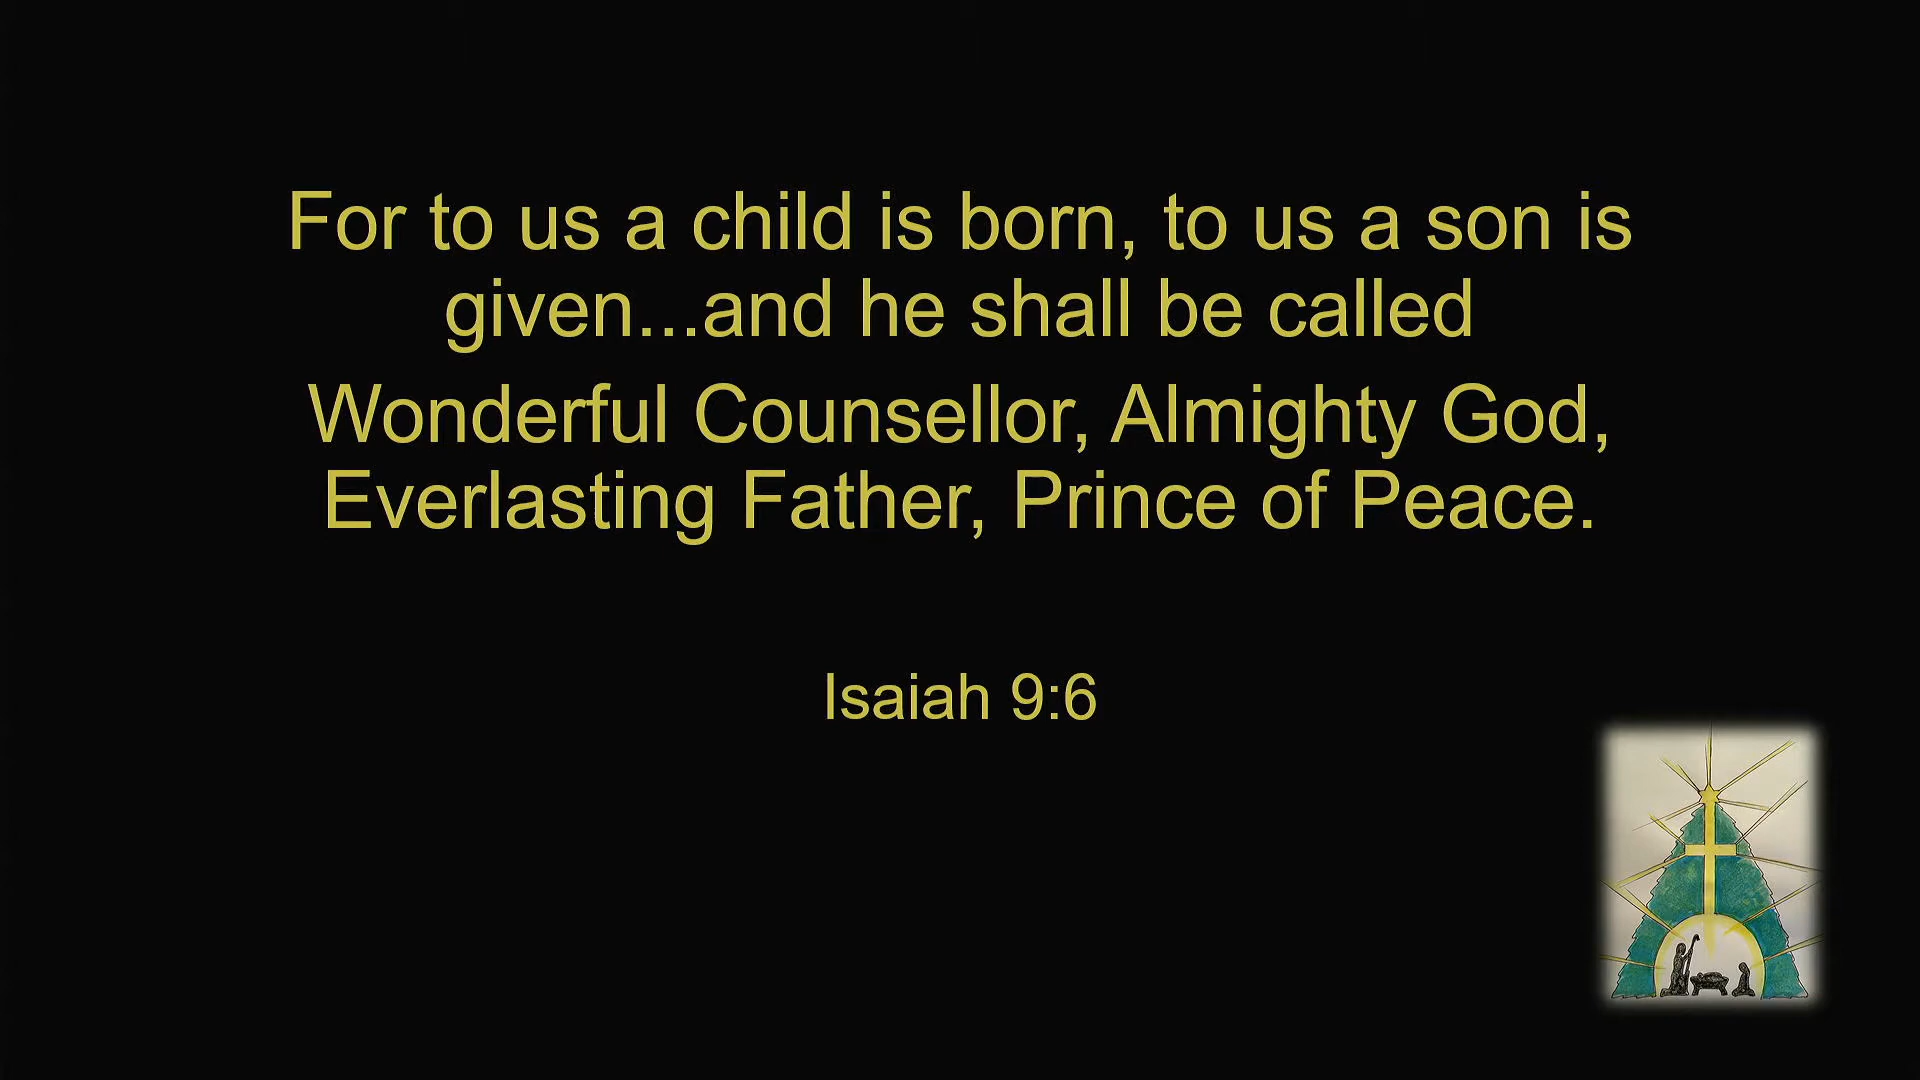 For to us a child is born, to us a son is
given...and he shall be called
Wonderful Counsellor, Almighty God,
Everlasting Father, Prince of Peace.
Isaiah 9:6